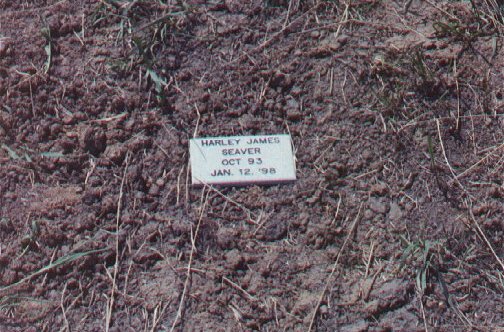 HARLEY JAMES
SEAVER
OCT 93
JAN. 12, '98